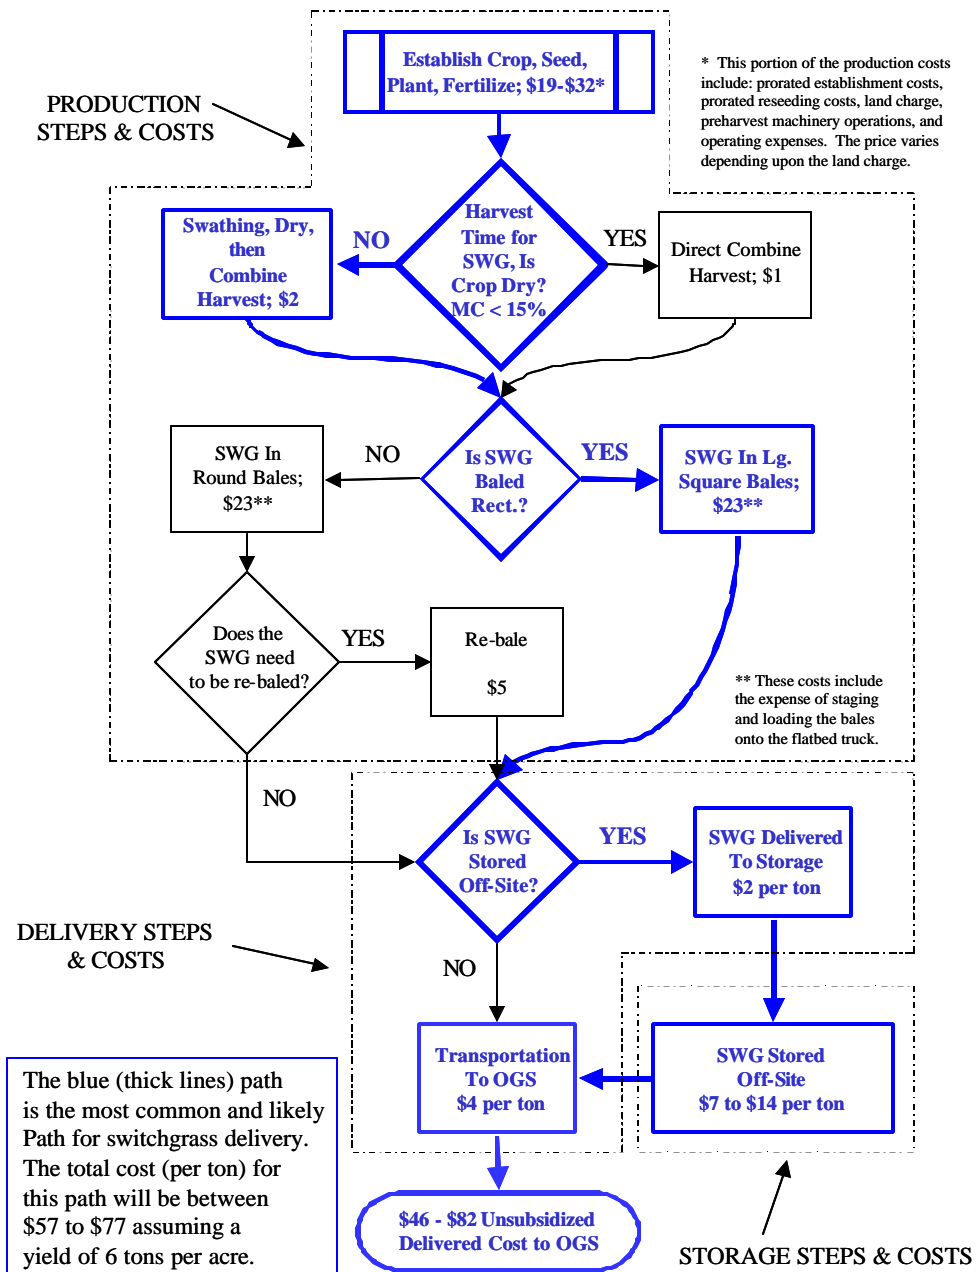 Establish Crop, Seed,
Plant, Fertilize; $19-$32*
* This portion of the production costs
include: prorated establishment costs,
prorated reseeding costs, land charge,
preharvest machinery operations, and
operating expenses. The price varies
depending upon the land charge.
PRODUCTION
STEPS & COSTS
Harvest
Time for
SWG, Is
Crop Dry?
MC < 15%
NO
YES
Swathing, Dry,
then
Combine
Harvest; $2
Direct Combine
Harvest; $1
Is SWG
Baled
Rect.?
NO
YES
SWG In
Round Bales;
$23**
SWG In Lg.
Square Bales;
$23**
Does the
SWG need
to be re-baled?
YES
Re-bale
$5
** These costs include
the expense of staging
and loading the bales
onto the flatbed truck.
NO
Is SWG
Stored
Off-Site?
YES
SWG Delivered
To Storage
$2 per ton
DELIVERY STEPS
& COSTS
NO
Transportation
To OGS
$4 per ton
SWG Stored
Off-Site
$7 to $14 per ton
The blue (thick lines) path
is the most common and likely
Path for switchgrass delivery.
The total cost (per ton) for
this path will be between
$57 to $77 assuming a
yield of 6 tons per acre.
$46 - $82 Unsubsidized
Delivered Cost to OGS
STORAGE STEPS & COSTS